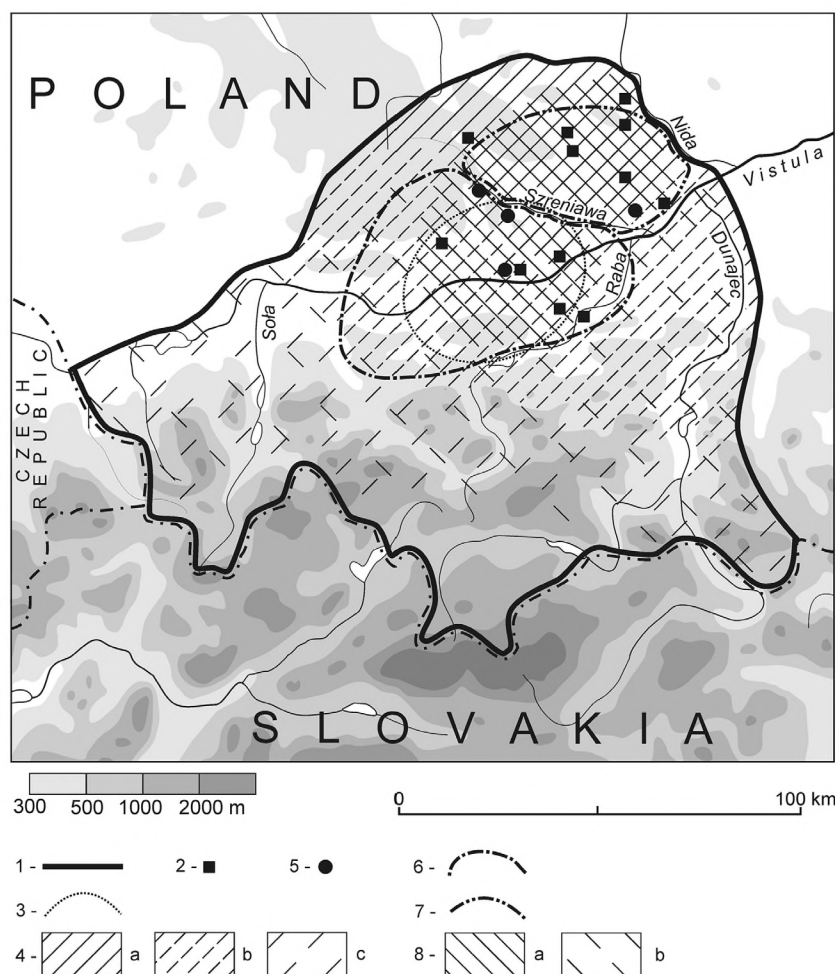 POLAND
Nida
Vistula
Szreniawa
Dunajec
Raba
Soła
CZECH
REPUBLIC
SLOVAKIA
300 500 1000 2000 m
0 100 km
1 - 2 - 5 - 6 -
3 - 7 -
4 - a b c 8 - a b